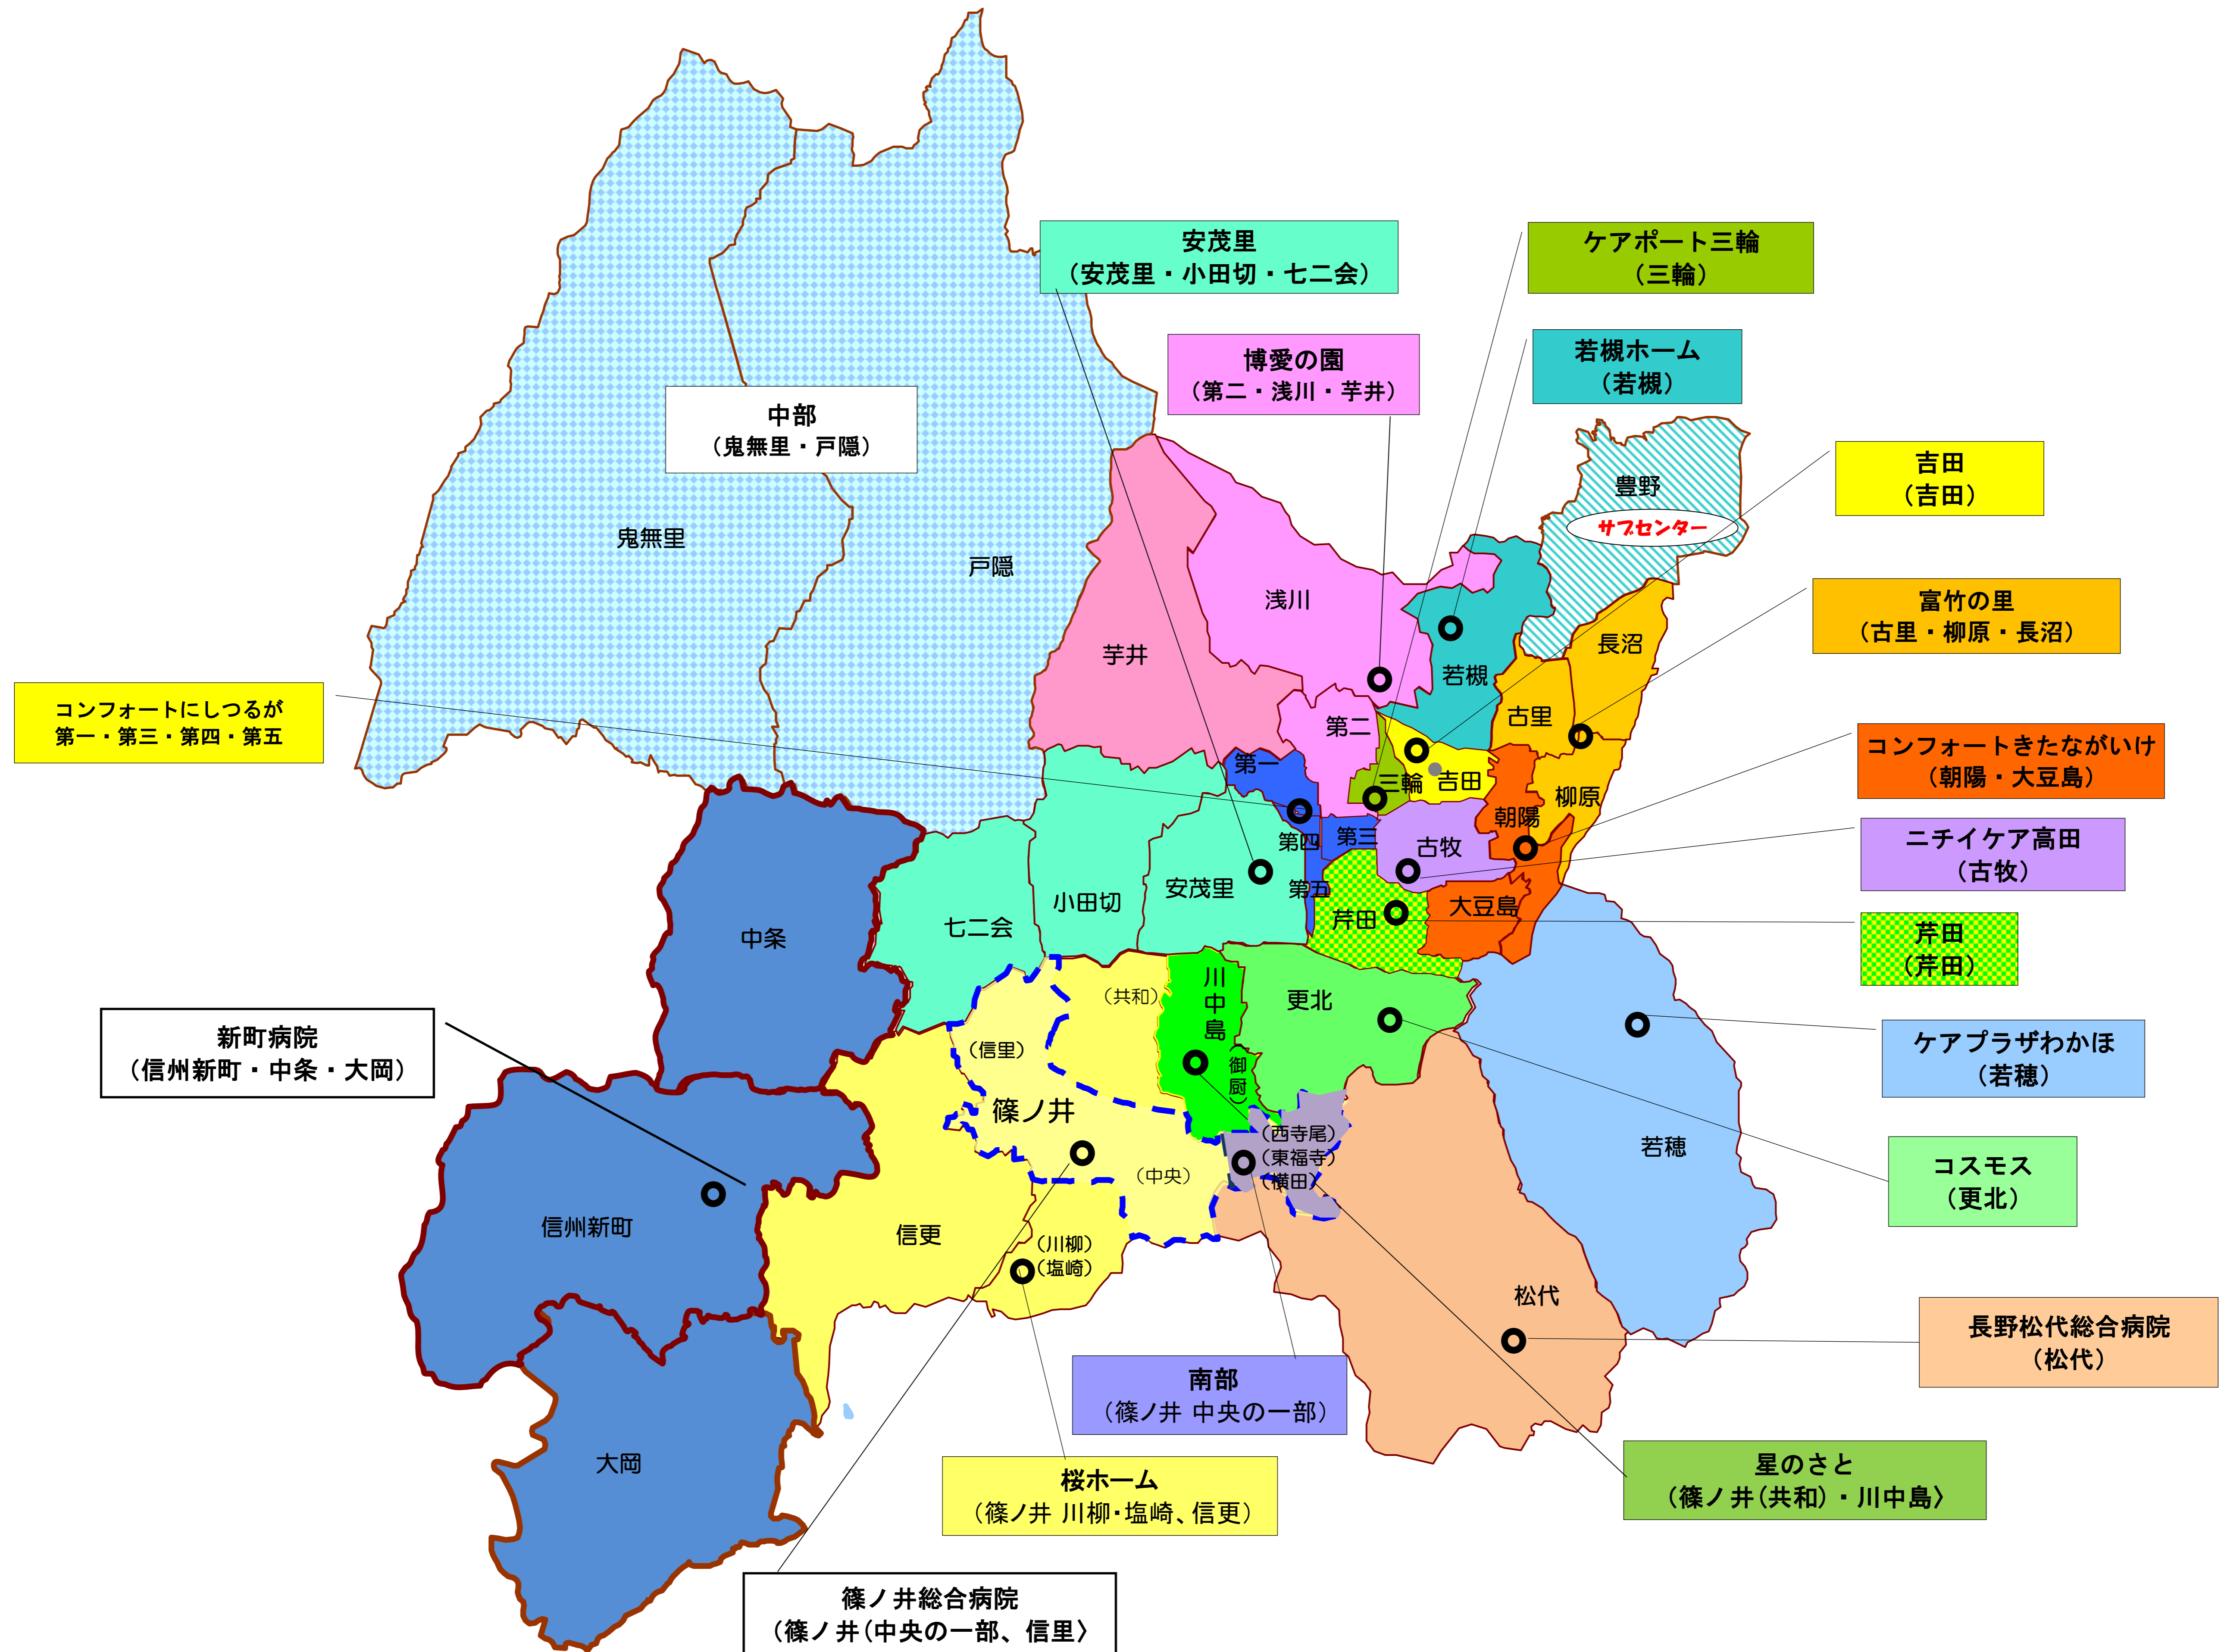 安茂里
（安茂里・小田切・七二会）
ケアポート三輪
（三輪）
博愛の園
（第二・浅川・芋井）
若槻ホーム
（若槻）
中部
（鬼無里・戸隠）
吉田
（吉田）
豊野
サブセンター
鬼無里
戸隠
浅川
富竹の里
（古里・柳原・長沼）
芋井
長沼
若槻
コンフォートにしつるが
第一・第三・第四・第五
古里
第二
コンフォートきたながいけ
（朝陽・大豆島）
第一
三輪
吉田
柳原
朝陽
ニチイケア高田
（古牧）
第四
第三
古牧
安茂里
第五
小田切
大豆島
芹田
七二会
中条
芹田
（芹田）
（共和）
川中島
更北
新町病院
（信州新町・中条・大岡）
（信里）
（御厨）
ケアプラザわかほ
（若穂）
篠ノ井
（西寺尾）
（東福寺）
（横田）
若穂
（中央）
コスモス
（更北）
信州新町
信更
（川柳）
（塩崎）
松代
長野松代総合病院
（松代）
南部
（篠ノ井 中央の一部）
大岡
桜ホーム
（篠ノ井 川柳・塩崎、信更）
星のさと
（篠ノ井（共和）・川中島〉
篠ノ井総合病院
（篠ノ井（中央の一部、信里〉